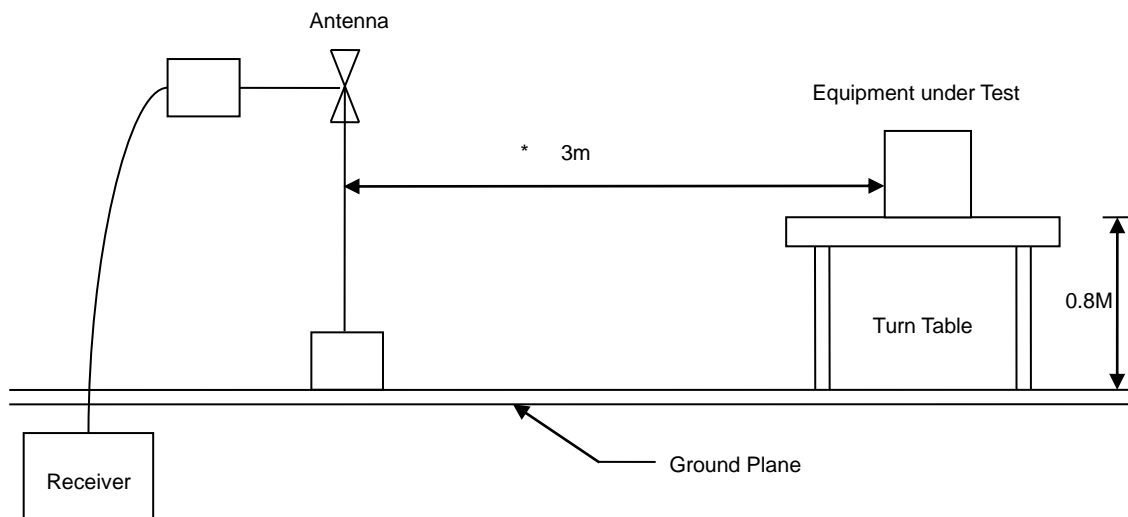 Antenna
Equipment under Test
* 3m
0.8M
Turn Table
Ground Plane
Receiver